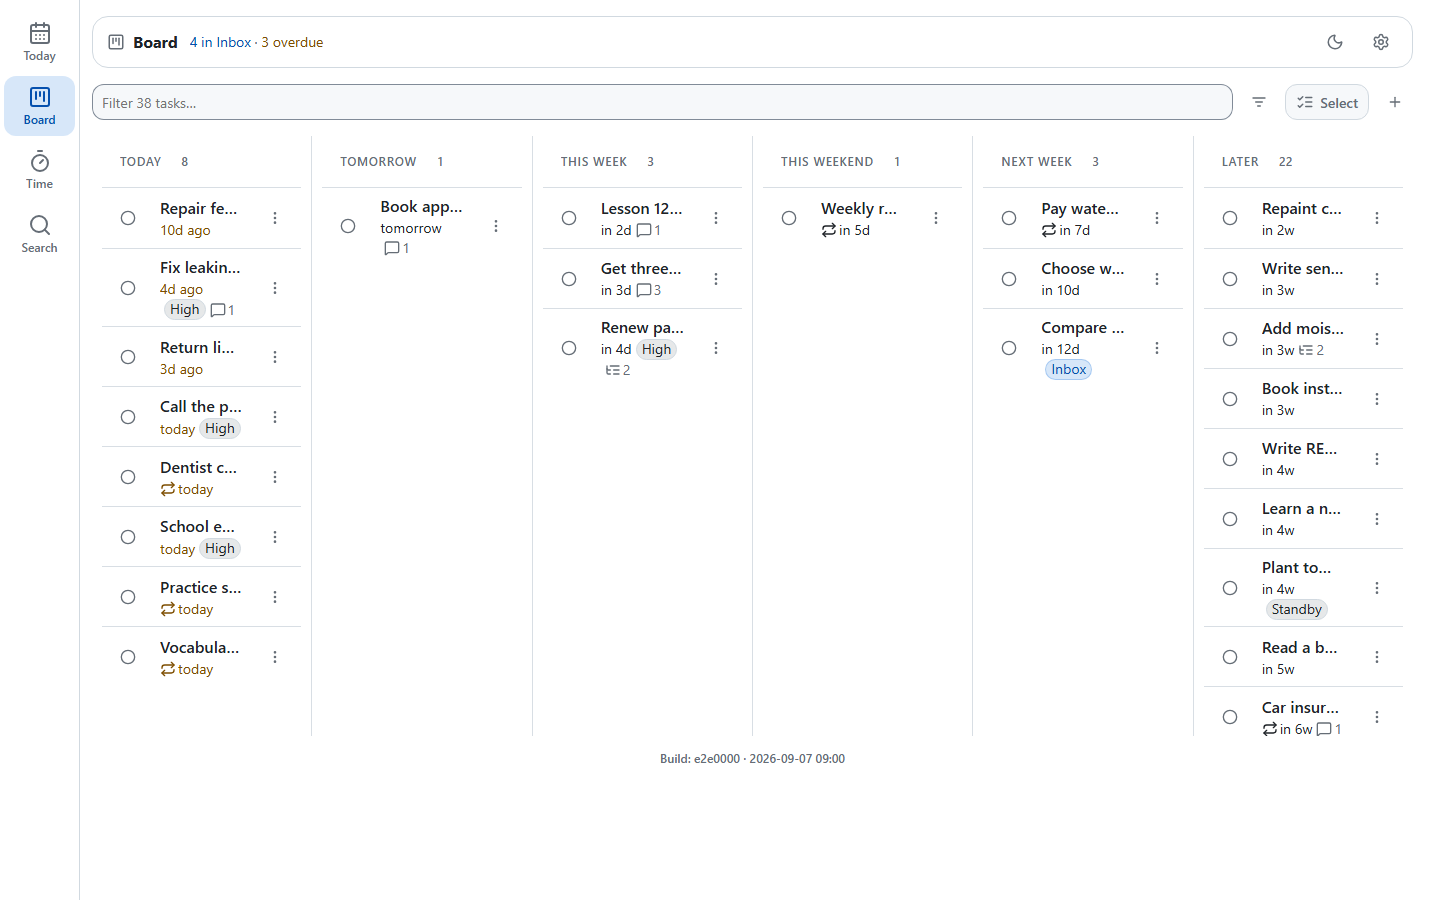 Today
Board
Time
Search
Board 4 in Inbox · 3 overdue
Filter 38 tasks...
Select
TODAY 8
Repair fe...
10d ago
Fix leakin...
4d ago
High 1
Return li...
3d ago
Call the p...
today High
Dentist c...
today
School e...
today High
Practice s...
today
Vocabula...
today
TOMORROW 1
Book app...
tomorrow
1
THIS WEEK 3
Lesson 12...
in 2d 1
Get three...
in 3d 3
Renew pa...
in 4d High
2
THIS WEEKEND 1
Weekly r...
in 5d
NEXT WEEK 3
Pay wate...
in 7d
Choose w...
in 10d
Compare ...
in 12d
Inbox
LATER 22
Repaint c...
in 2w
Write sen...
in 3w
Add mois...
in 3w 2
Book inst...
in 3w
Write RE...
in 4w
Learn a n...
in 4w
Plant to...
in 4w
Standby
Read a b...
in 5w
Car insur...
in 6w 1
Build: e2e0000 · 2026-09-07 09:00